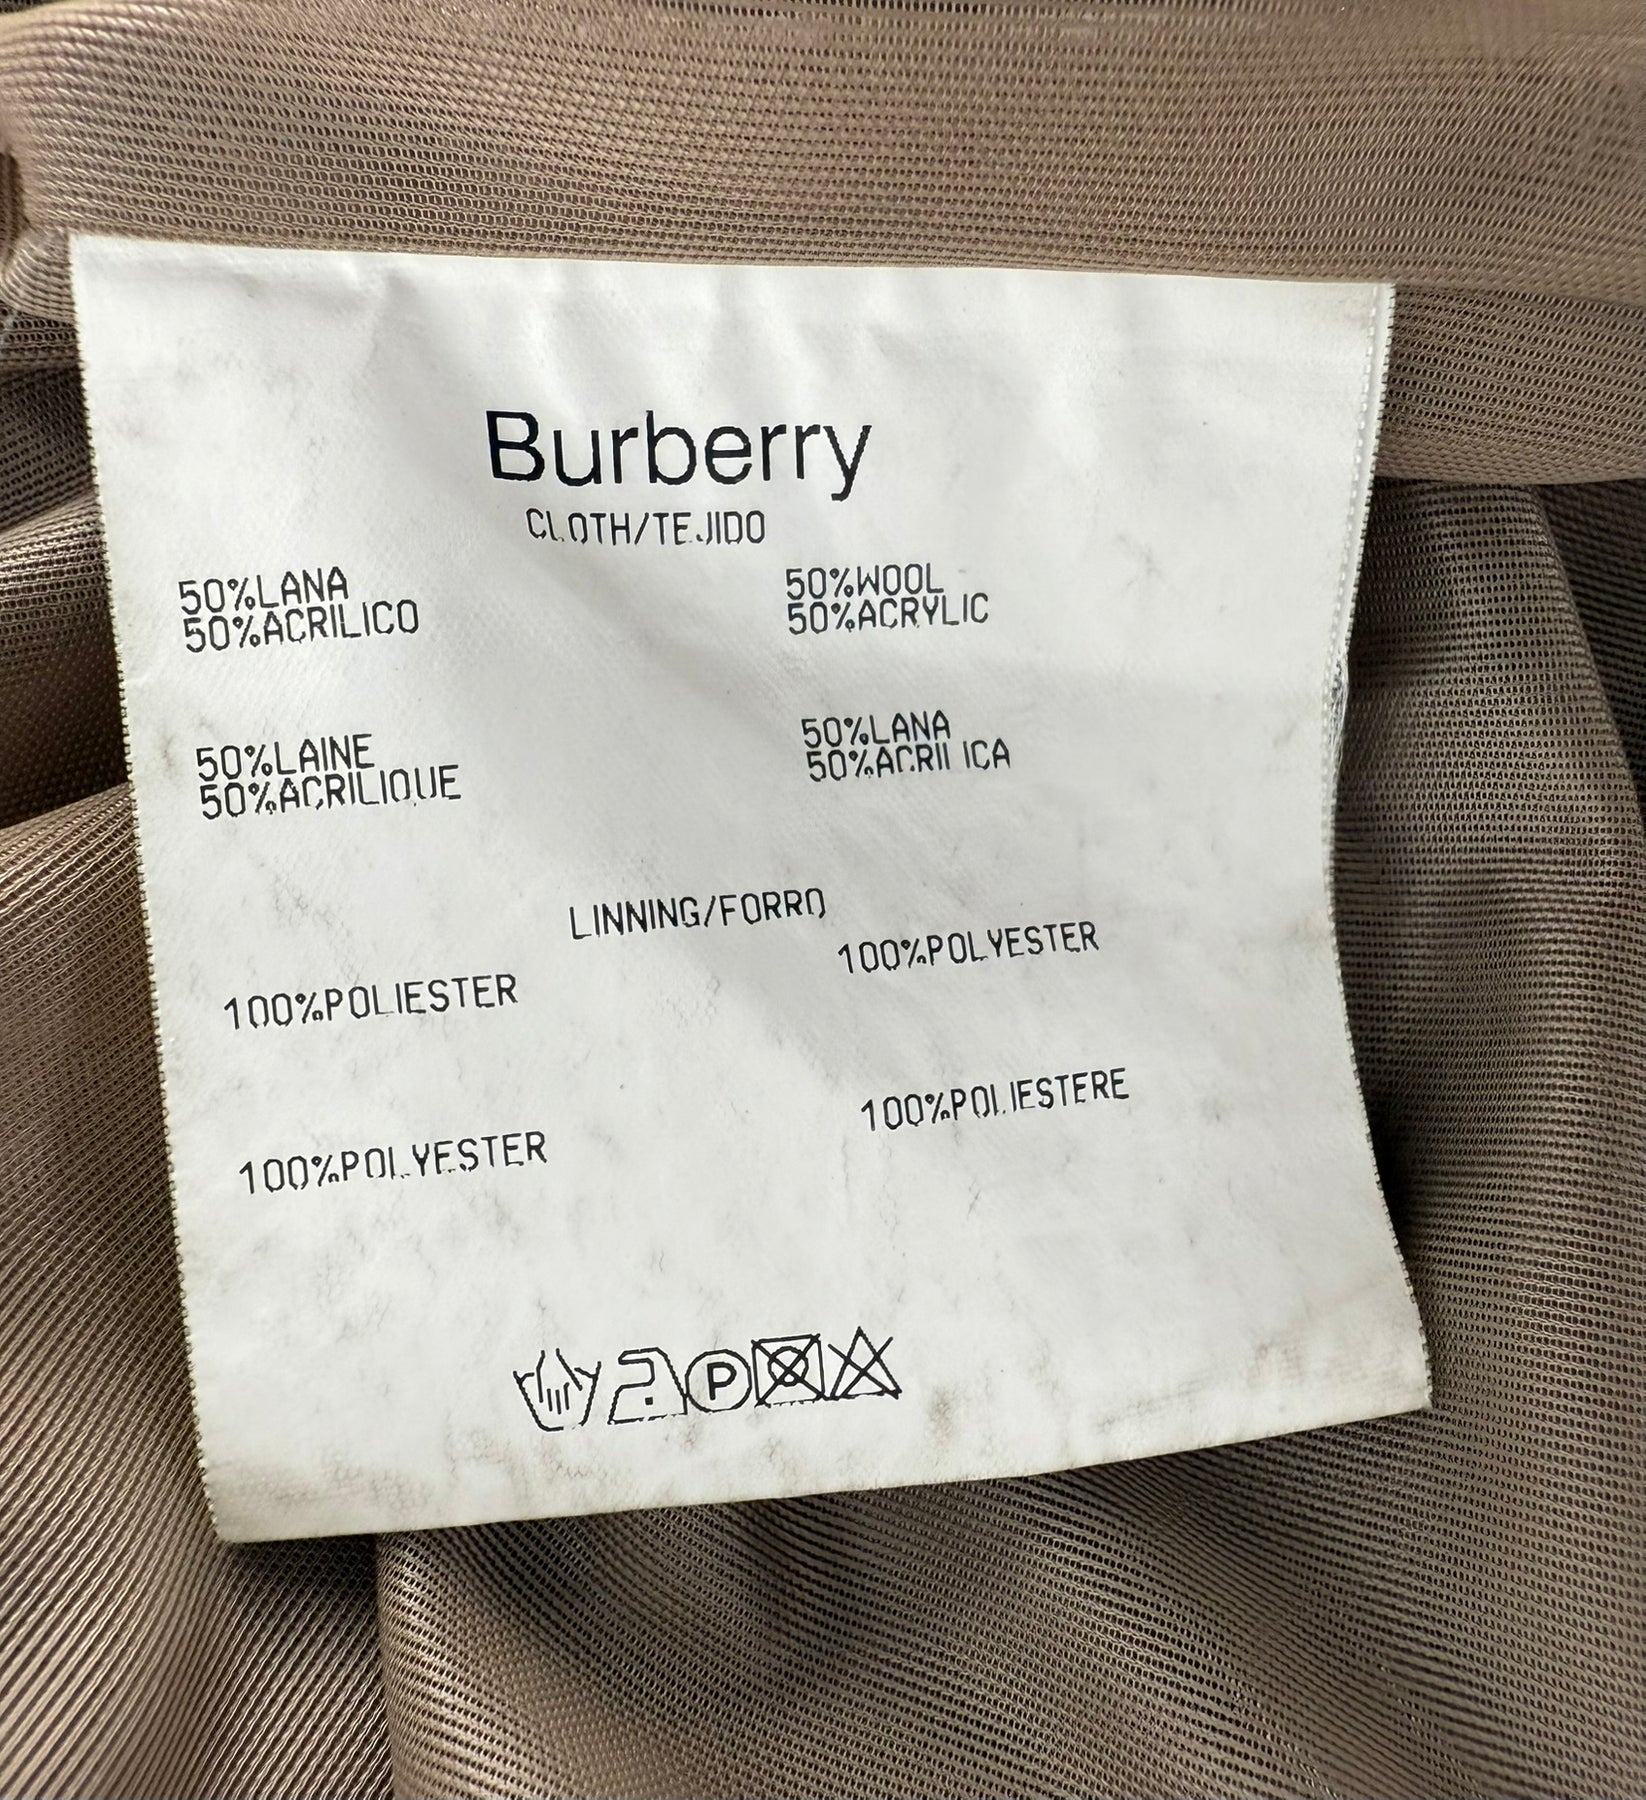 Burberry
CLOTH/TEJIDO
50%LANA
50%ACRILICO
50%WOOL
50%ACRYLIC
50%LAINE
50%ACRILIQUE
50%LANA
50%ACRILICA
LINNING/FORRO
100%POLIESTER
100%POLYESTER
100%POLYESTER
100%POLIESTERE
P